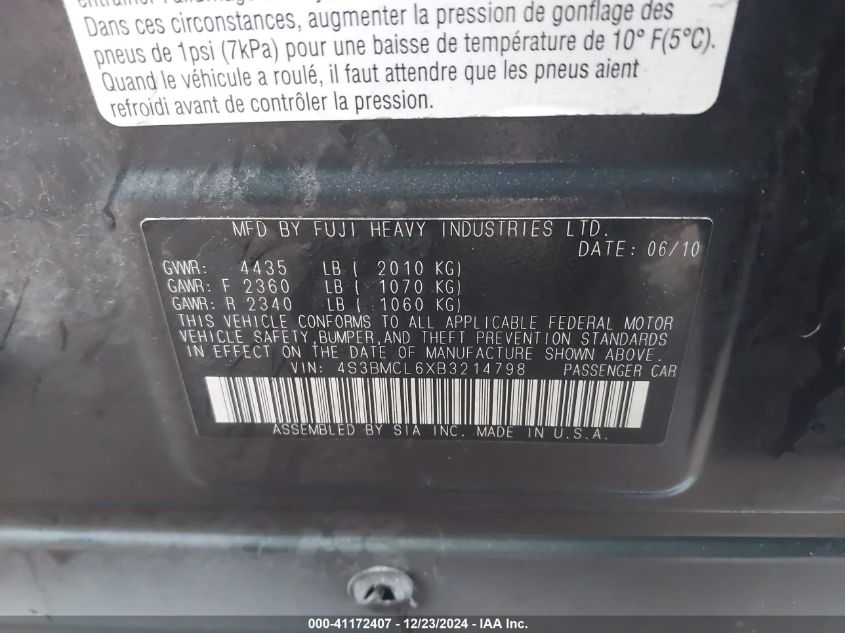 Dans ces circonstances, augmenter la pression de gonflage des
pneus de 1psi (7kPa) pour une baisse de température de 10° F(5°C).
Quand le véhicule a roulé, il faut attendre que les pneus aient
refroidi avant de contrôler la pression.
MFD BY FUJI HEAVY INDUSTRIES LTD.
DATE: 06/10
GVWR: 4435 LB ( 2010 KG)
GAWR: F 2360 LB ( 1070 KG)
GAWR: R 2340 LB ( 1060 KG)
THIS VEHICLE CONFORMS TO ALL APPLICABLE FEDERAL MOTOR
VEHICLE SAFETY,BUMPER,AND THEFT PREVENTION STANDARDS
IN EFFECT ON THE DATE OF MANUFACTURE SHOWN ABOVE.
VIN: 4S3BMCL6XB3214798 PASSENGER CAR
ASSEMBLED BY SIA INC. MADE IN U.S.A.
000-41172407 - 12/23/2024 - IAA Inc.